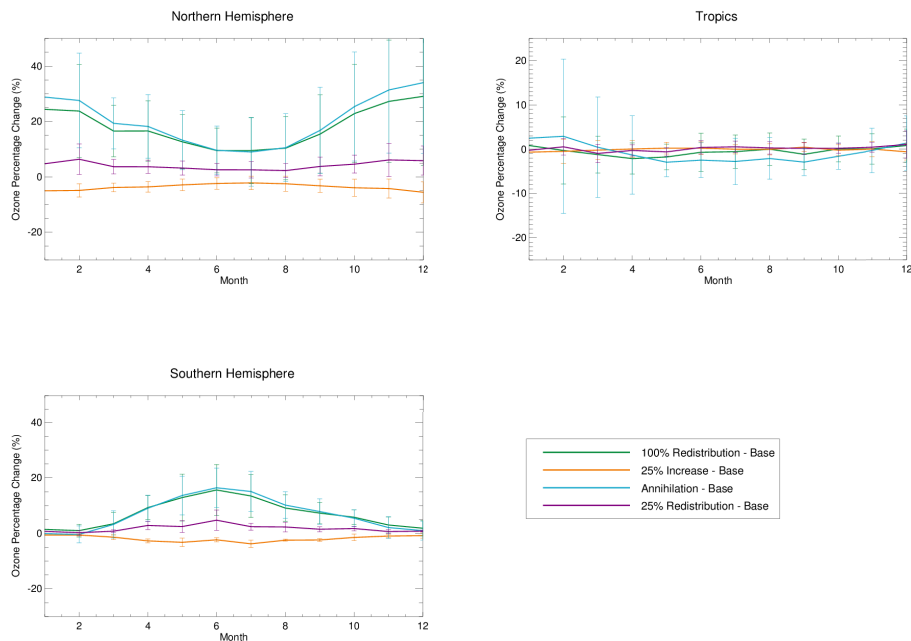 Northern Hemisphere
Ozone Percentage Change (%)
40
20
0
-20
2 4 6 8 10 12
Month
Tropics
Ozone Percentage Change (%)
20
10
0
-10
-20
2 4 6 8 10 12
Month
Southern Hemisphere
Ozone Percentage Change (%)
40
20
0
-20
2 4 6 8 10 12
Month
100% Redistribution - Base
25% Increase - Base
Annihilation - Base
25% Redistribution - Base